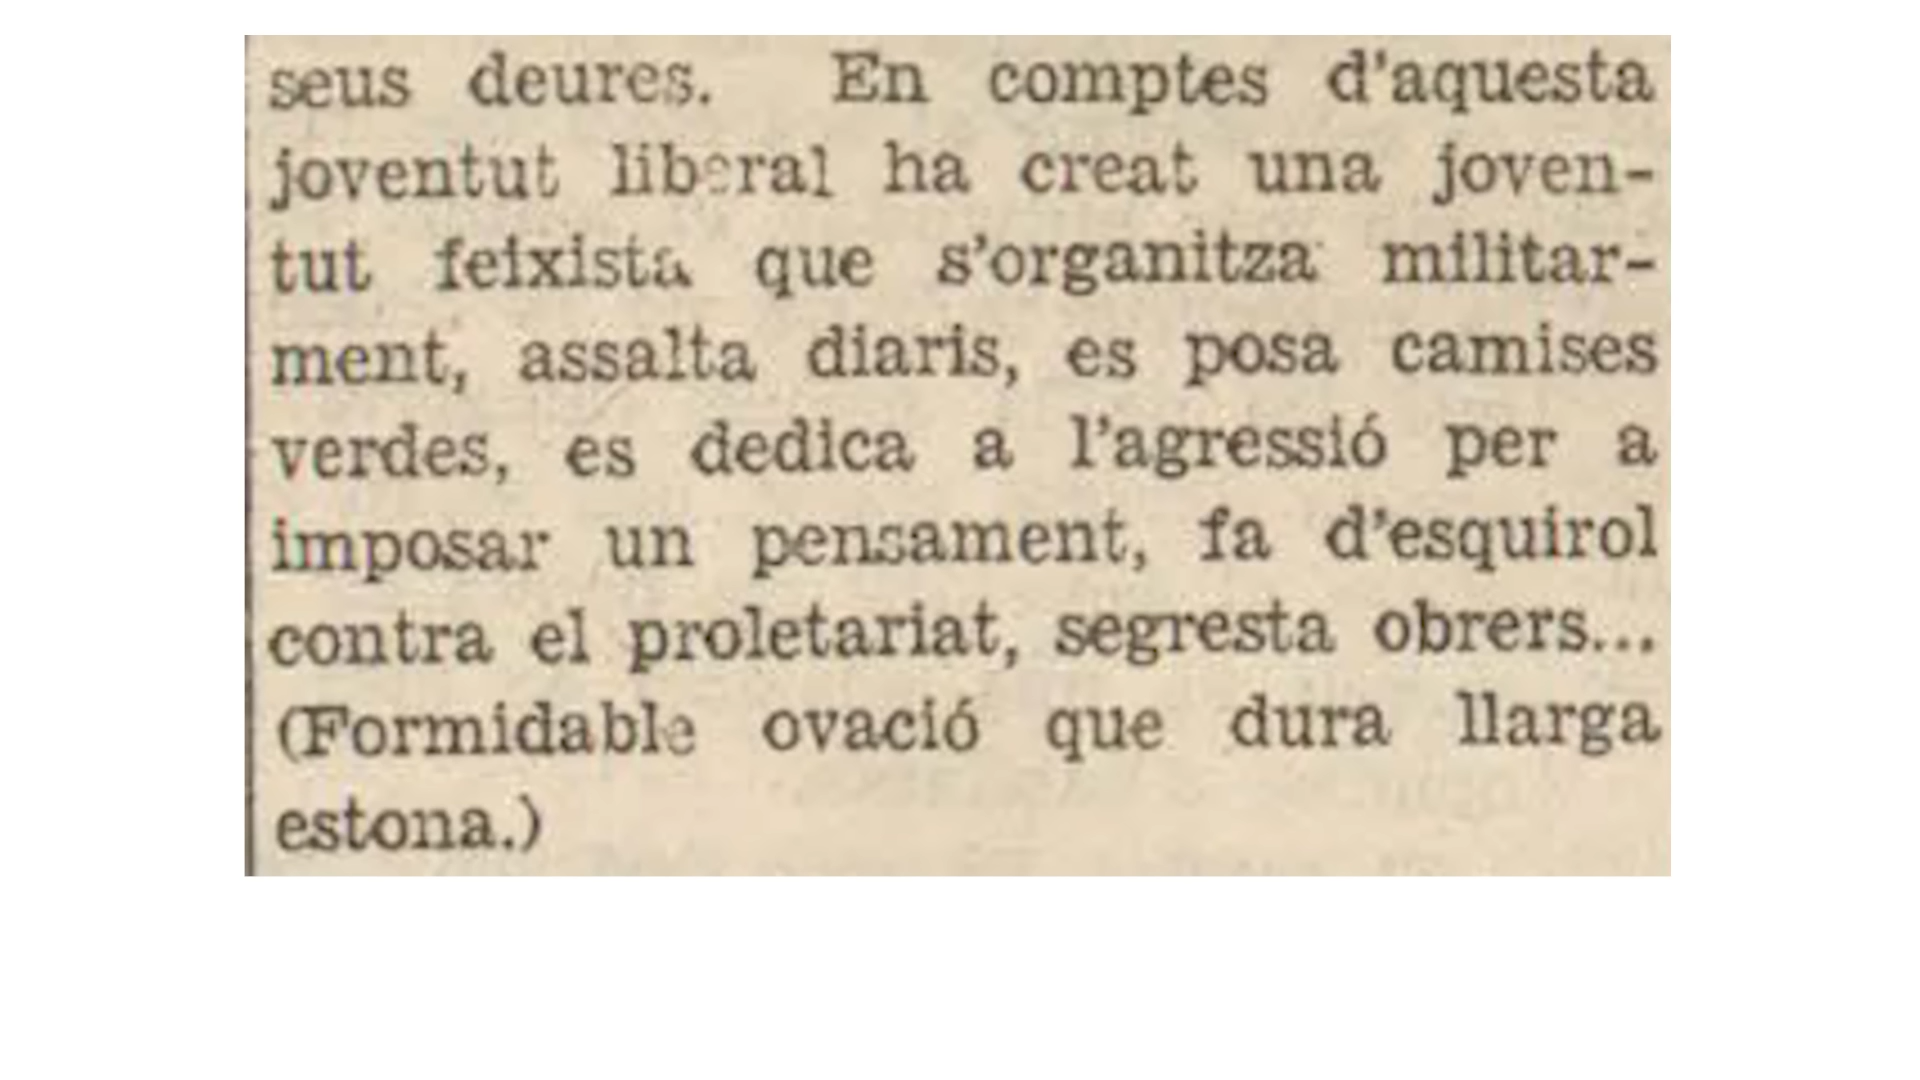 seus deures. En comptes d'aquesta
joventut liberal ha creat una joven-
tut feixista que s'organitza militar-
ment, assalta diaris, es posa camises
verdes, es dedica a l'agressió per a
imposar un pensament, fa d'esquirol
contra el proletariat, segresta obrers...
(Formidable ovació que dura llarga
estona.)